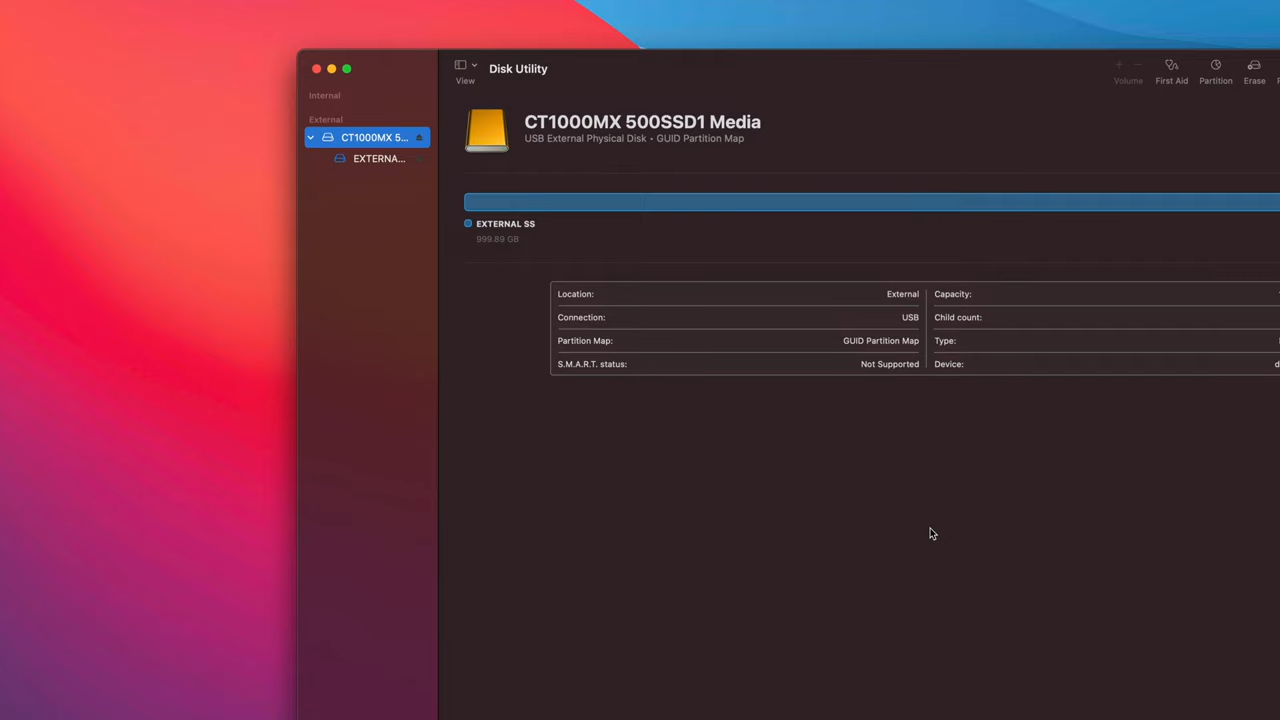 View
Disk Utility
Volume
First Aid
Partition
Erase
Internal
External
CT1000MX 5...
EXTERNA...
CT1000MX 500SSD1 Media
USB External Physical Disk • GUID Partition Map
EXTERNAL SS
999.89 GB
Location: External
Capacity:
Connection: USB
Child count:
Partition Map: GUID Partition Map
Type:
S.M.A.R.T. status: Not Supported
Device: d